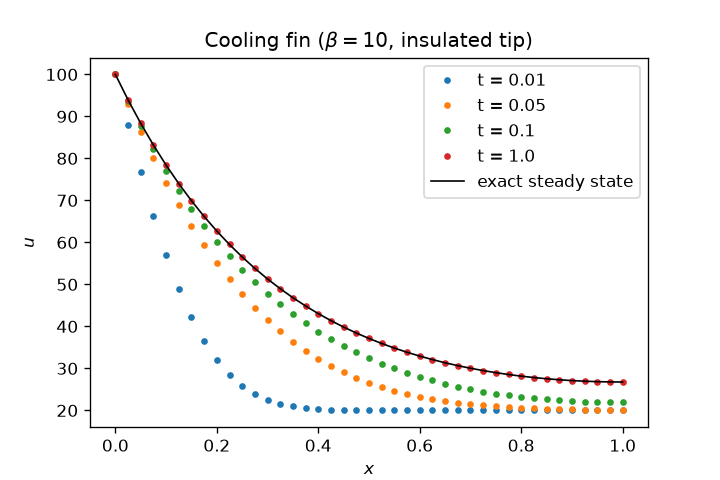 Cooling fin (β = 10, insulated tip)
t = 0.01
t = 0.05
t = 0.1
t = 1.0
exact steady state
100
90
80
70
60
50
40
30
20
u
0.0 0.2 0.4 0.6 0.8 1.0
x